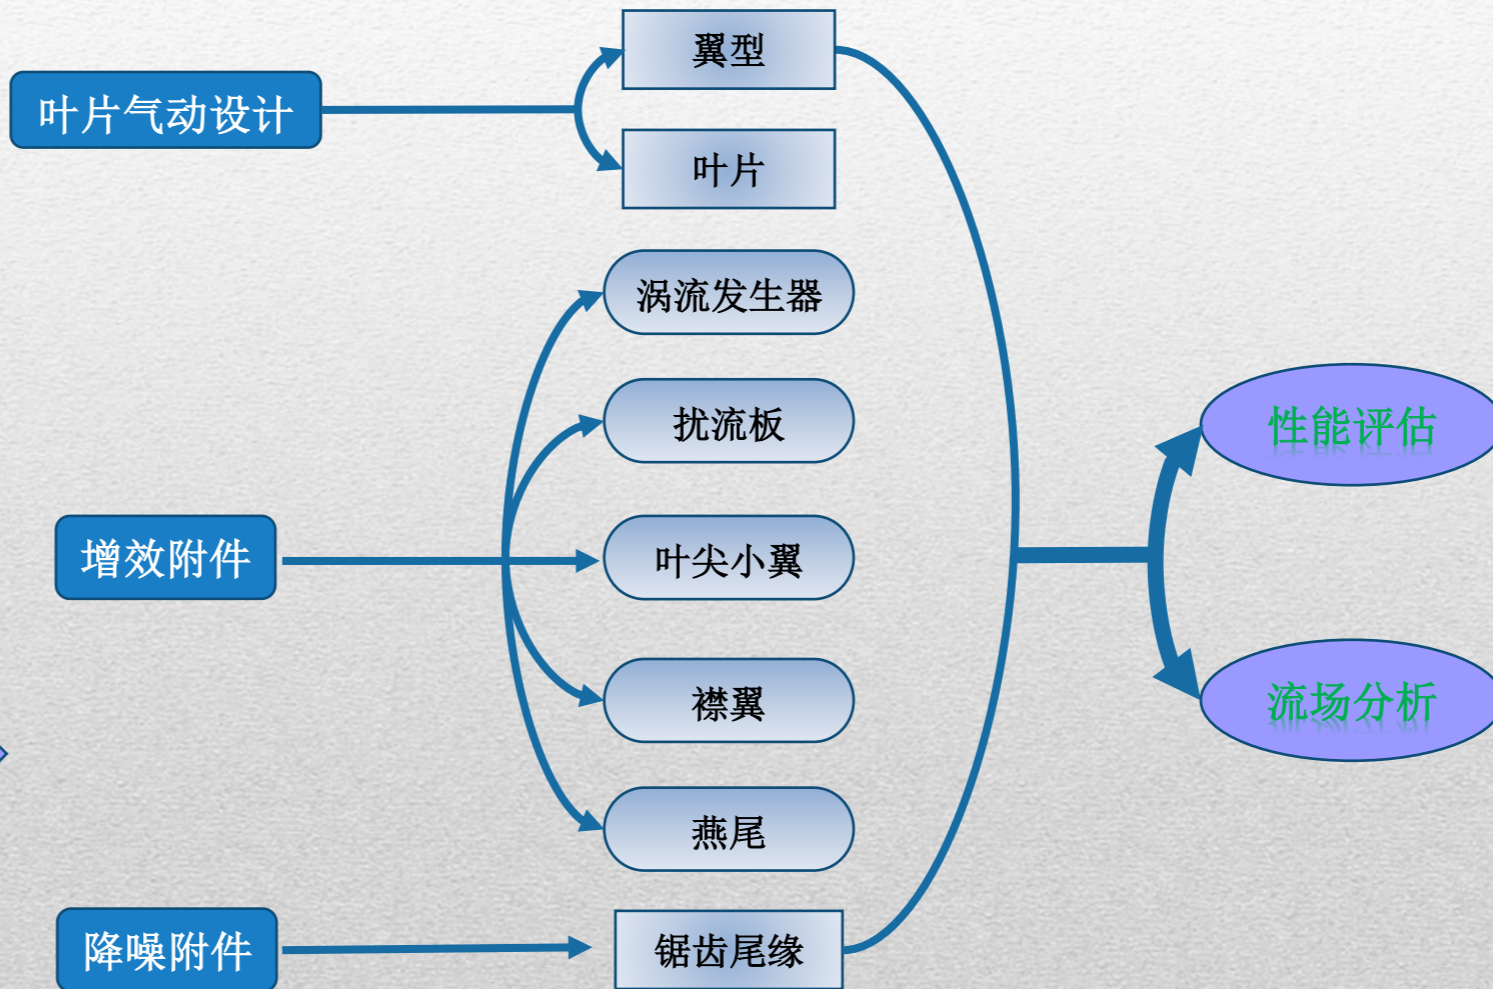 叶片气动设计
翼型
叶片
涡流发生器
扰流板
增效附件
叶尖小翼
襟翼
燕尾
降噪附件
锯齿尾缘
性能评估
流场分析